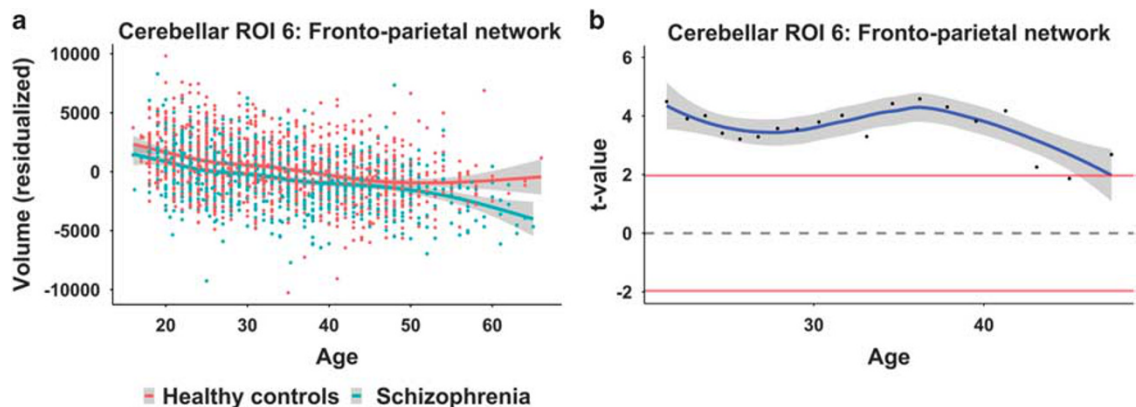 a
Cerebellar ROI 6: Fronto-parietal network
10000
5000
0
-5000
-10000
Volume (residualized)
20 30 40 50 60
Age
Healthy controls Schizophrenia
b
Cerebellar ROI 6: Fronto-parietal network
6
4
2
0
-2
t-value
30 40
Age